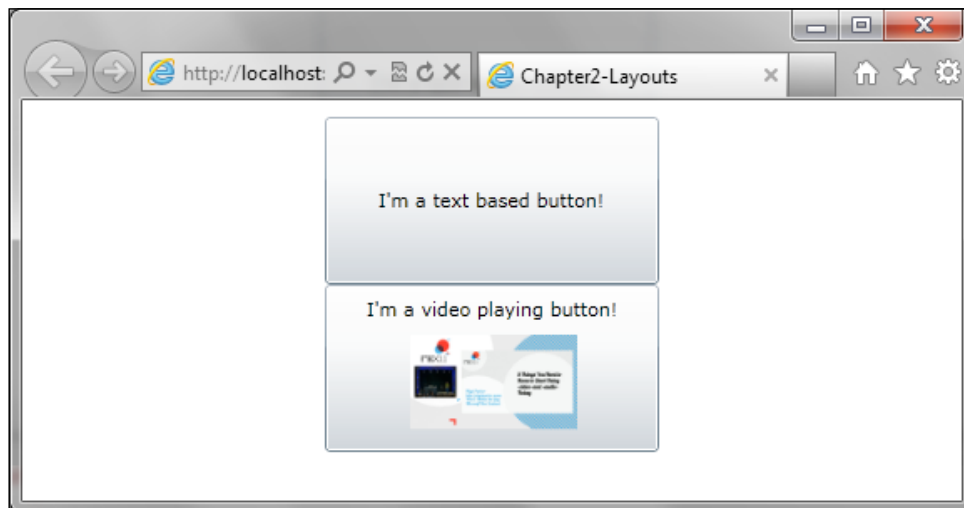 http://localhost:
Chapter2-Layouts
I'm a text based button!
I'm a video playing button!